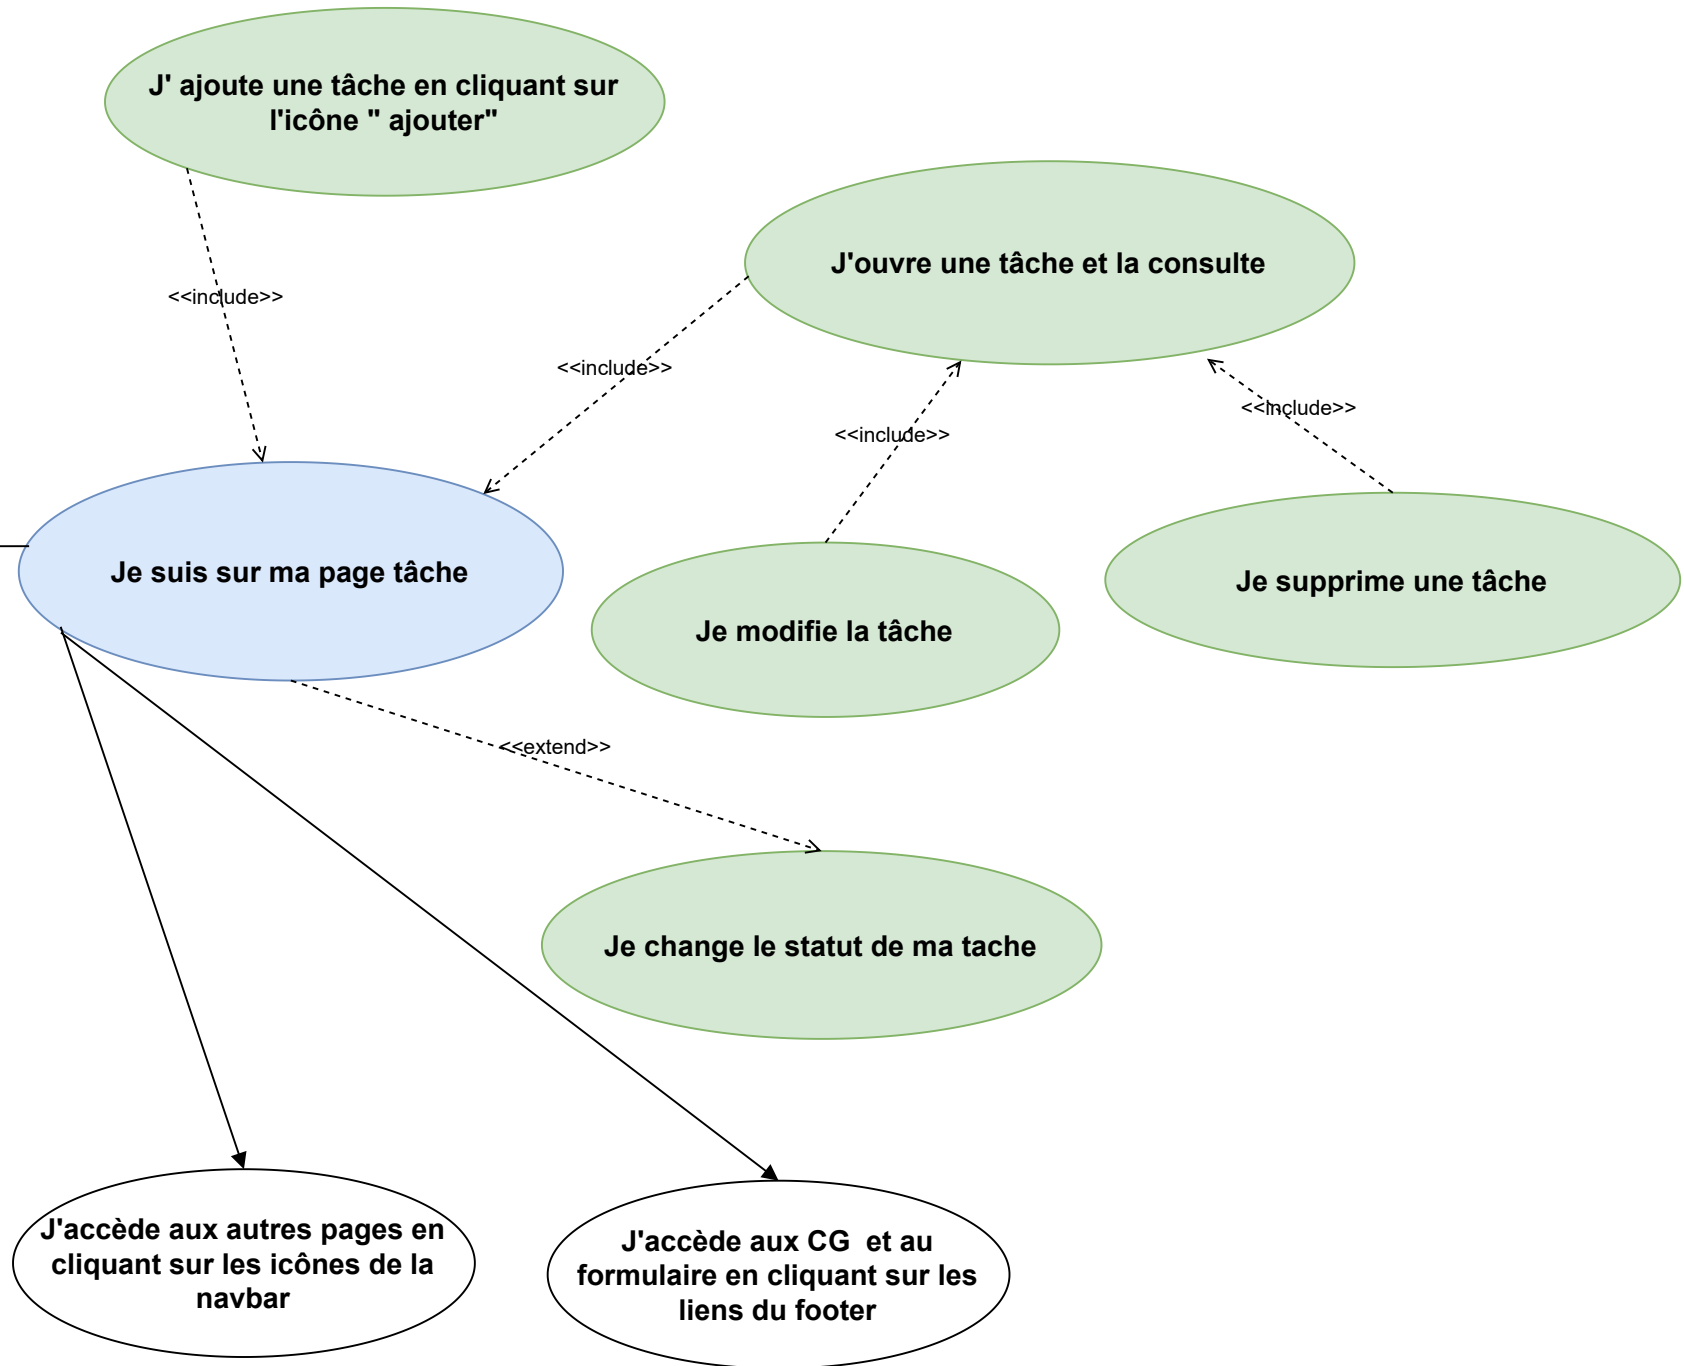 J' ajoute une tâche en cliquant sur
l'icône " ajouter"
J'ouvre une tâche et la consulte
<<include>>
<<include>>
<<include>>
<<include>>
Je suis sur ma page tâche
Je modifie la tâche
Je supprime une tâche
<<extend>>
Je change le statut de ma tache
J'accède aux autres pages en
cliquant sur les icônes de la
navbar
J'accède aux CG  et au
formulaire en cliquant sur les
liens du footer